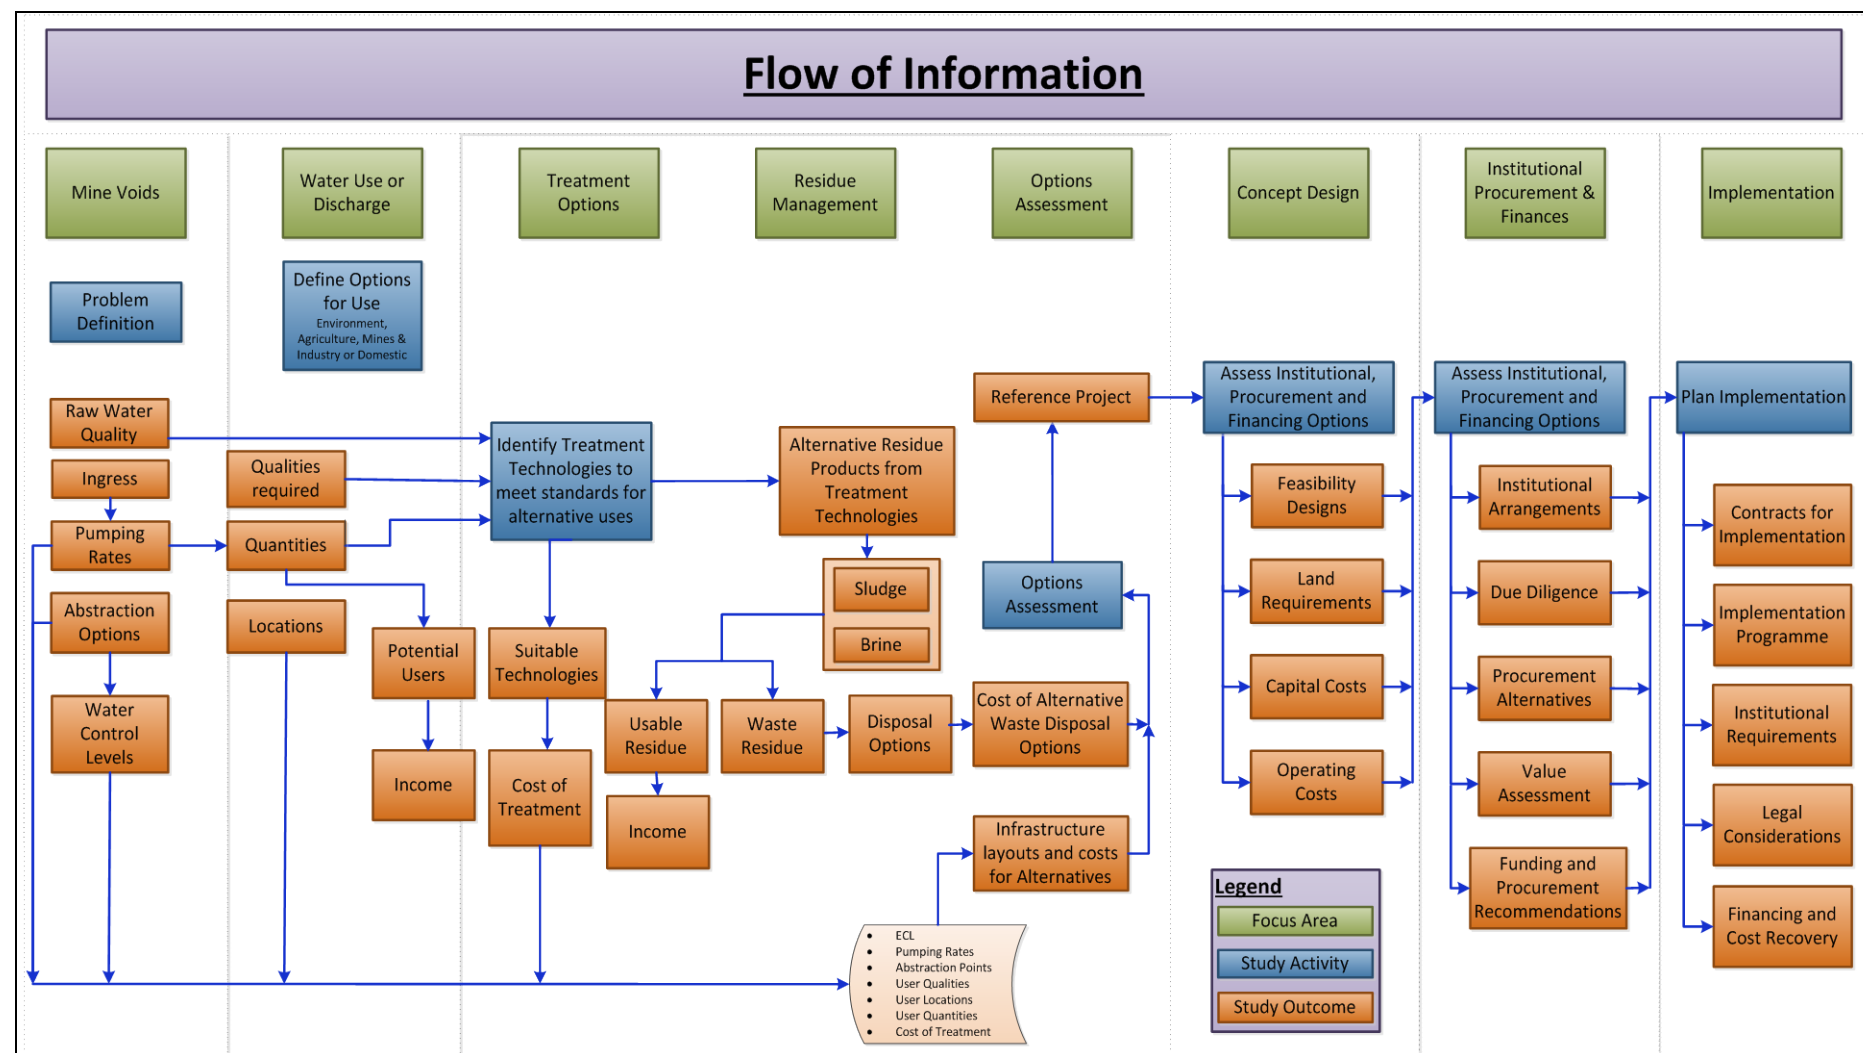 Flow of Information
Mine Voids
Water Use or
Discharge
Treatment
Options
Residue
Management
Options
Assessment
Concept Design
Institutional
Procurement &
Finances
Implementation
Problem
Definition
Define Options
for Use
Environment,
Agriculture, Mines &
Industry or Domestic
Raw Water
Quality
Ingress
Pumping
Rates
Abstraction
Options
Water
Control
Levels
Qualities
required
Quantities
Locations
Potential
Users
Income
Identify Treatment
Technologies to
meet standards for
alternative uses
Suitable
Technologies
Cost of
Treatment
Alternative Residue
Products from
Treatment
Technologies
Sludge
Brine
Usable
Residue
Income
Waste
Residue
Disposal
Options
Reference Project
Options
Assessment
Cost of Alternative
Waste Disposal
Options
Infrastructure
layouts and costs
for Alternatives
• ECL
• Pumping Rates
• Abstraction Points
• User Qualities
• User Locations
• User Quantities
• Cost of Treatment
Assess Institutional,
Procurement and
Financing Options
Feasibility
Designs
Land
Requirements
Capital Costs
Operating
Costs
Legend
Focus Area
Study Activity
Study Outcome
Assess Institutional,
Procurement and
Financing Options
Institutional
Arrangements
Due Diligence
Procurement
Alternatives
Value
Assessment
Funding and
Procurement
Recommendations
Plan Implementation
Contracts for
Implementation
Implementation
Programme
Institutional
Requirements
Legal
Considerations
Financing and
Cost Recovery